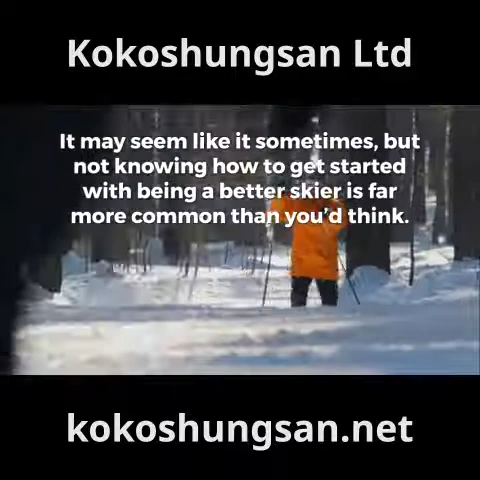 Kokoshungsan Ltd
It may seem like it sometimes, but
not knowing how to get started
with being a better skier is far
more common than you’d think.
kokoshungsan.net